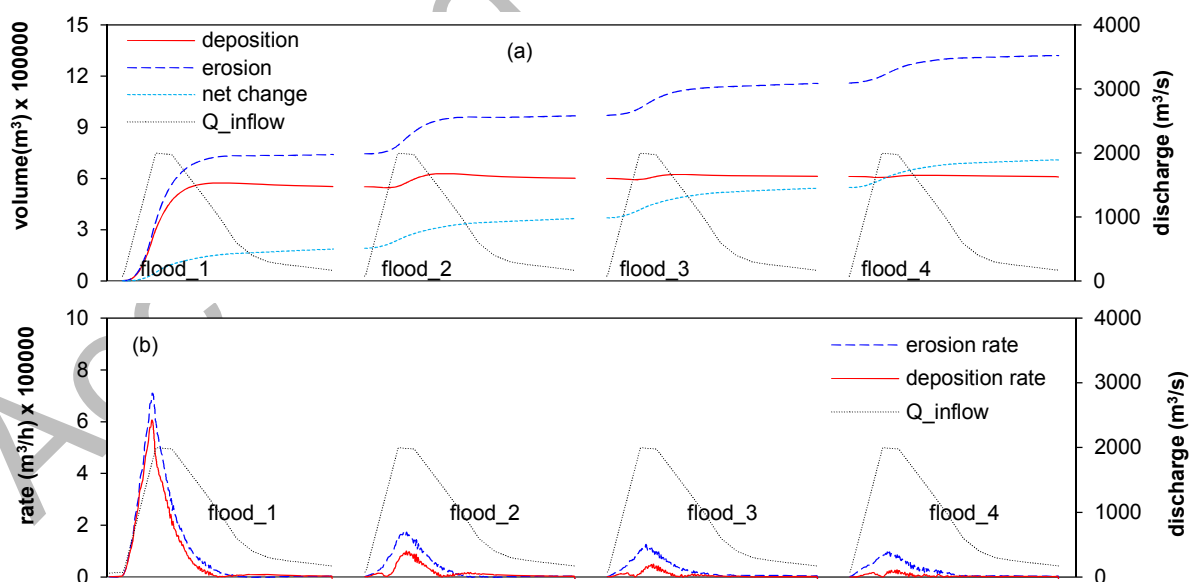 15
12
9
6
3
0
volume(m³) x 100000
deposition
erosion
net change
Q_inflow
(a)
flood_1
flood_2
flood_3
flood_4
4000
3000
2000
1000
0
discharge (m³/s)
10
8
6
4
2
0
rate (m³/h) x 100000
(b)
erosion rate
deposition rate
Q_inflow
flood_1
flood_2
flood_3
flood_4
4000
3000
2000
1000
0
discharge (m³/s)